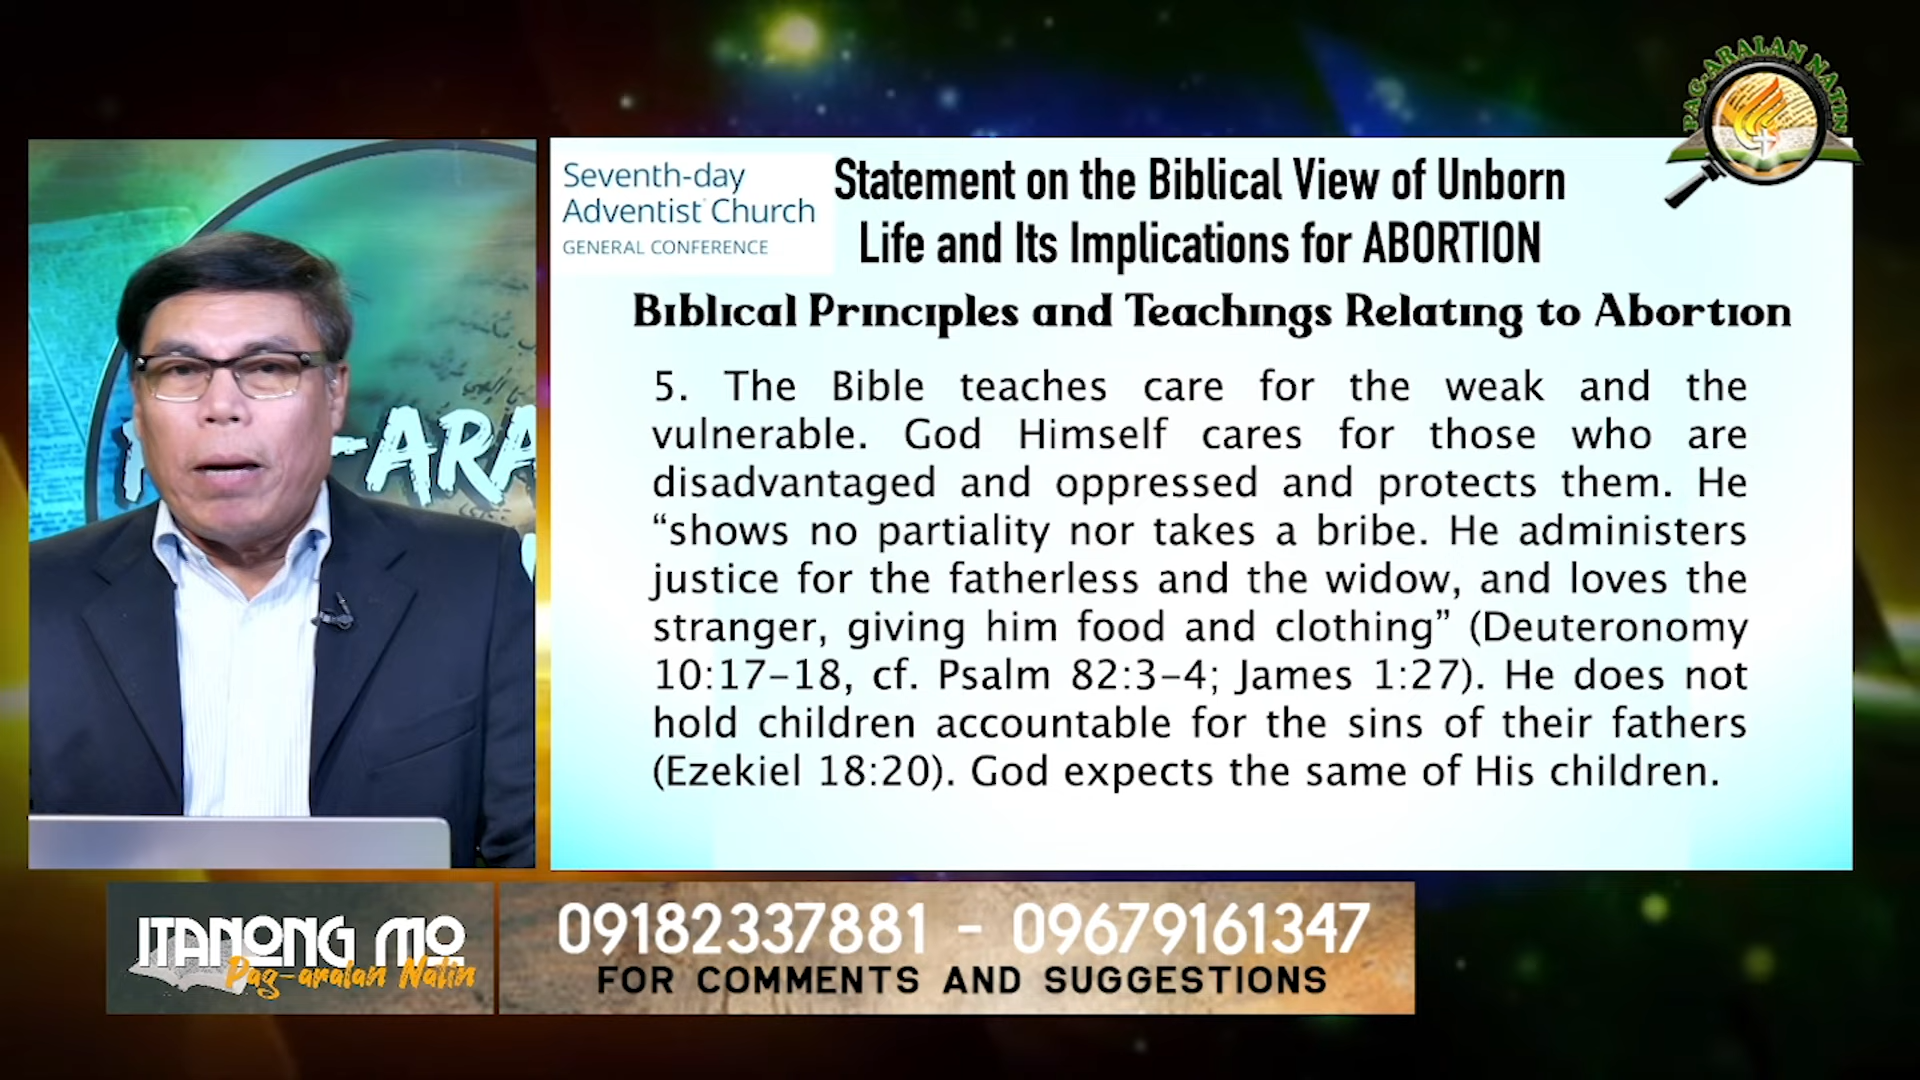 PAG-ARALAN NATIN
Seventh-day
Adventist Church
GENERAL CONFERENCE
Statement on the Biblical View of Unborn
Life and Its Implications for ABORTION
Biblical Principles and Teachings Relating to Abortion
5. The Bible teaches care for the weak and the
vulnerable. God Himself cares for those who are
disadvantaged and oppressed and protects them. He
“shows no partiality nor takes a bribe. He administers
justice for the fatherless and the widow, and loves the
stranger, giving him food and clothing” (Deuteronomy
10:17–18, cf. Psalm 82:3–4; James 1:27). He does not
hold children accountable for the sins of their fathers
(Ezekiel 18:20). God expects the same of His children.
-ARA
ITANONG MO
Pag-aralan Natin
09182337881 - 09679161347
FOR COMMENTS AND SUGGESTIONS